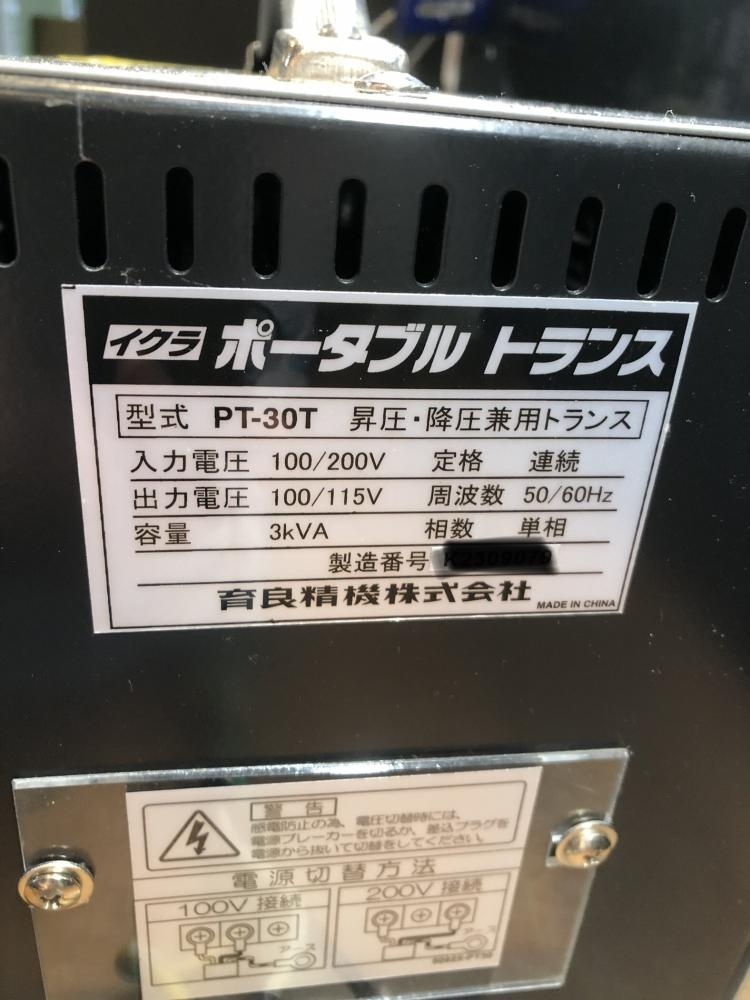 イクラ ポータブル トランス
型式 PT-30T 昇圧・降圧兼用トランス
入力電圧 100/200V 定格 連続
出力電圧 100/115V 周波数 50/60Hz
容量 3kVA 相数 単相
製造番号
育良精機株式会社 MADE IN CHINA
警告
感電防止の為、電圧切替時には、
電源ブレーカーを切るか、差込プラグを
電源から抜いて切替をしてください。
電源切替方法
100V 接続 200V 接続
アース アース